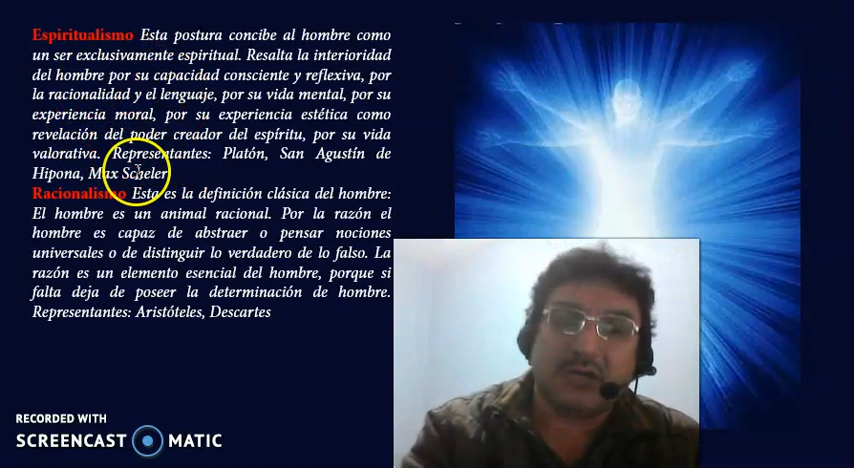 Espiritualismo Esta postura concibe al hombre como
un ser exclusivamente espiritual. Resalta la interioridad
del hombre por su capacidad consciente y reflexiva, por
la racionalidad y el lenguaje, por su vida mental, por su
experiencia moral, por su experiencia estética como
revelación del poder creador del espíritu, por su vida
valorativa. Representantes: Platón, San Agustín de
Hipona, Max Scheler
Racionalismo Esta es la definición clásica del hombre:
El hombre es un animal racional. Por la razón el
hombre es capaz de abstraer o pensar nociones
universales o de distinguir lo verdadero de lo falso. La
razón es un elemento esencial del hombre, porque si
falta deja de poseer la determinación de hombre.
Representantes: Aristóteles, Descartes
RECORDED WITH
SCREENCAST MATIC